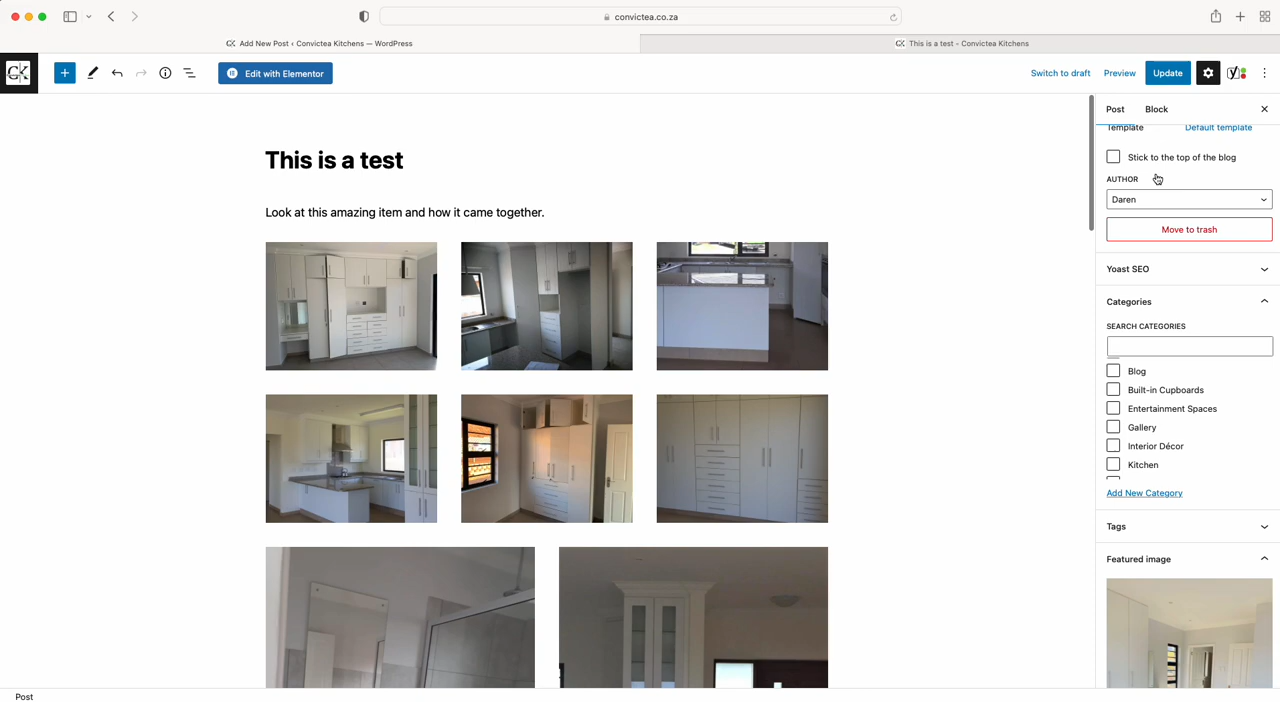 convictea.co.za
Add New Post ‹ Convictea Kitchens — WordPress
This is a test - Convictea Kitchens
Edit with Elementor
Switch to draft
Preview
Update
Post
Block
Template
Default template
Stick to the top of the blog
AUTHOR
Daren
Move to trash
Yoast SEO
Categories
SEARCH CATEGORIES
Blog
Built-in Cupboards
Entertainment Spaces
Gallery
Interior Décor
Kitchen
Add New Category
Tags
Featured image
This is a test
Look at this amazing item and how it came together.
Post